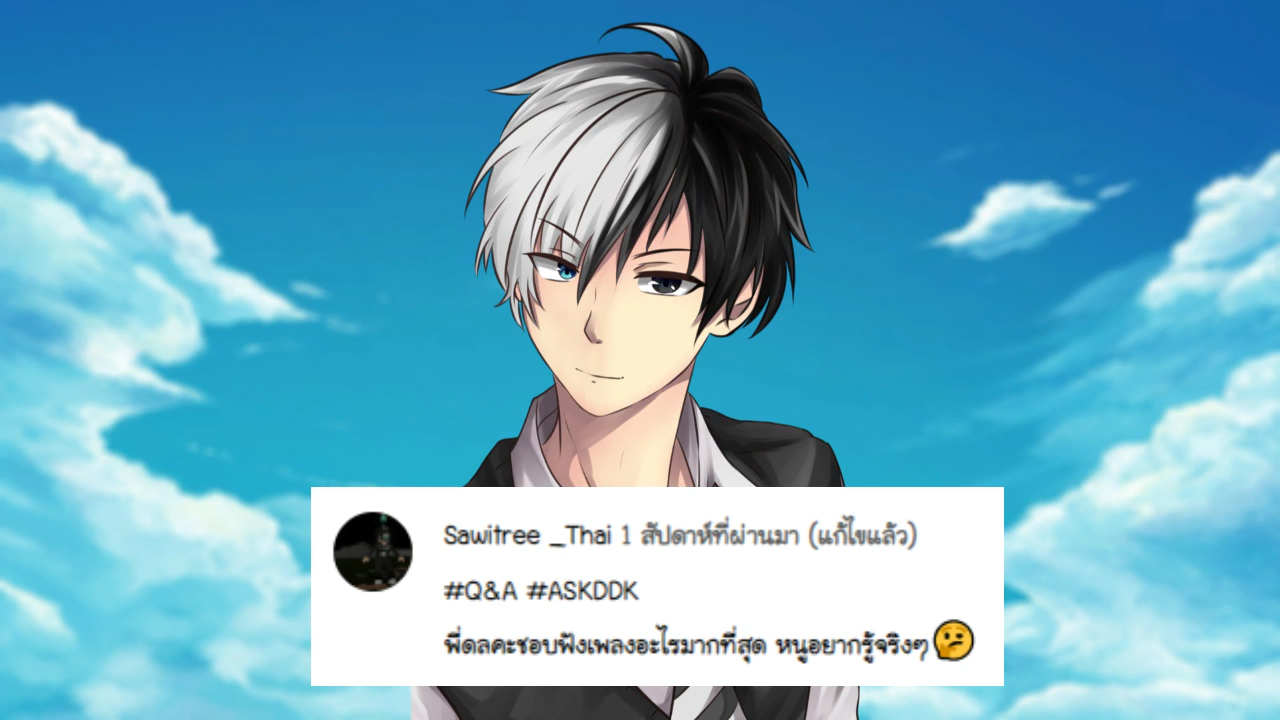 Sawitree _Thai 1 สัปดาห์ที่ผ่านมา (แก้ไขแล้ว)
#Q&A #ASKDDK
พี่ดลคะชอบฟังเพลงอะไรมากที่สุด หนูอยากรู้จริงๆ🤔